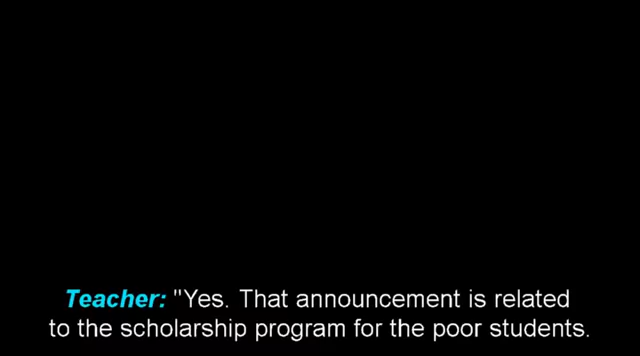 Teacher: "Yes. That announcement is related
to the scholarship program for the poor students.